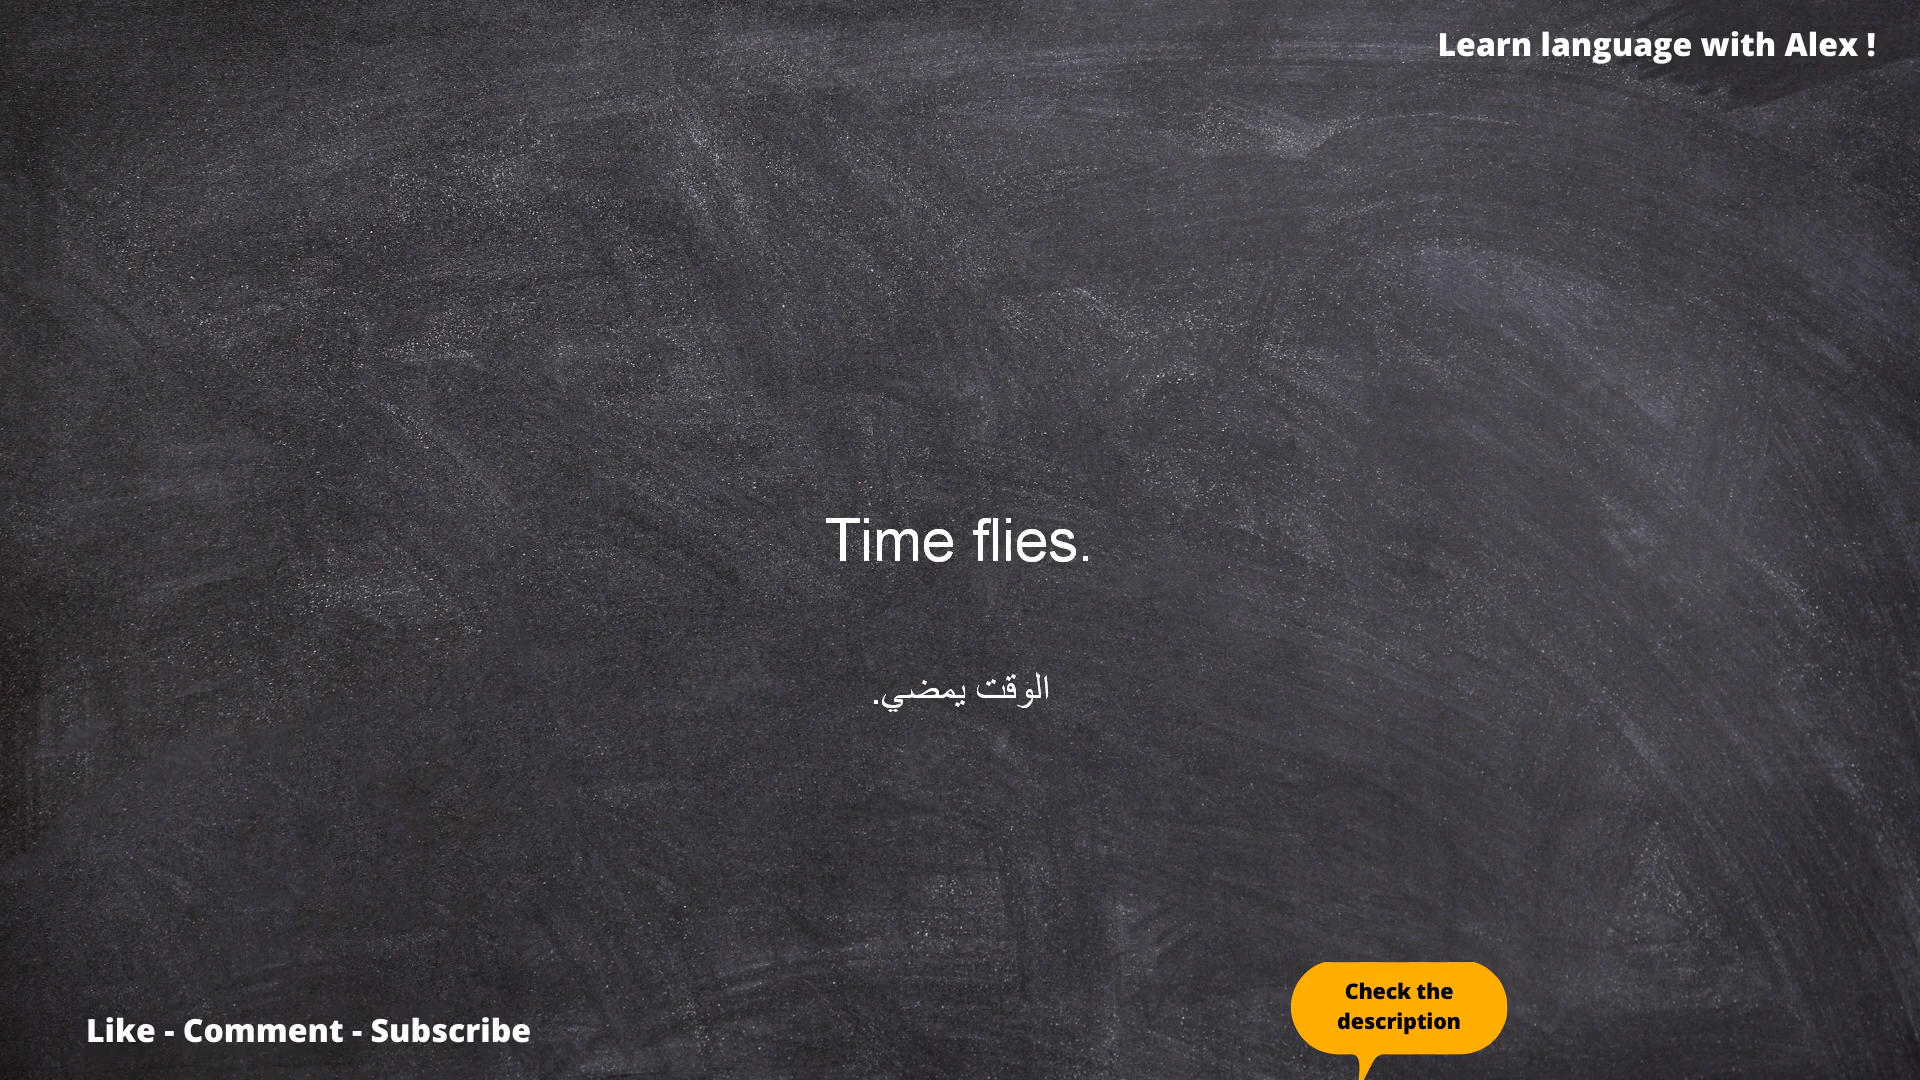 Learn language with Alex !
Time flies.
الوقت يمضي.
Check the
description
Like - Comment - Subscribe